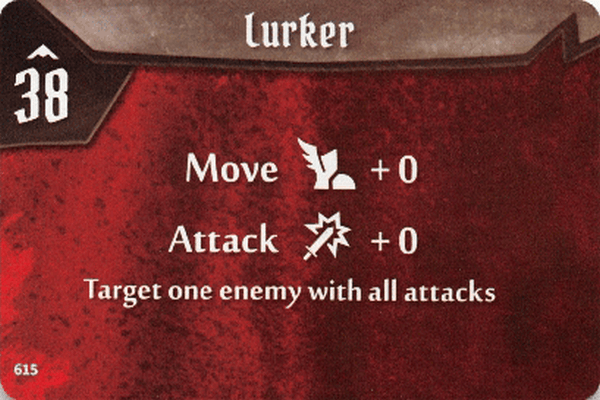 Lurker
38
Move + 0
Attack + 0
Target one enemy with all attacks
615